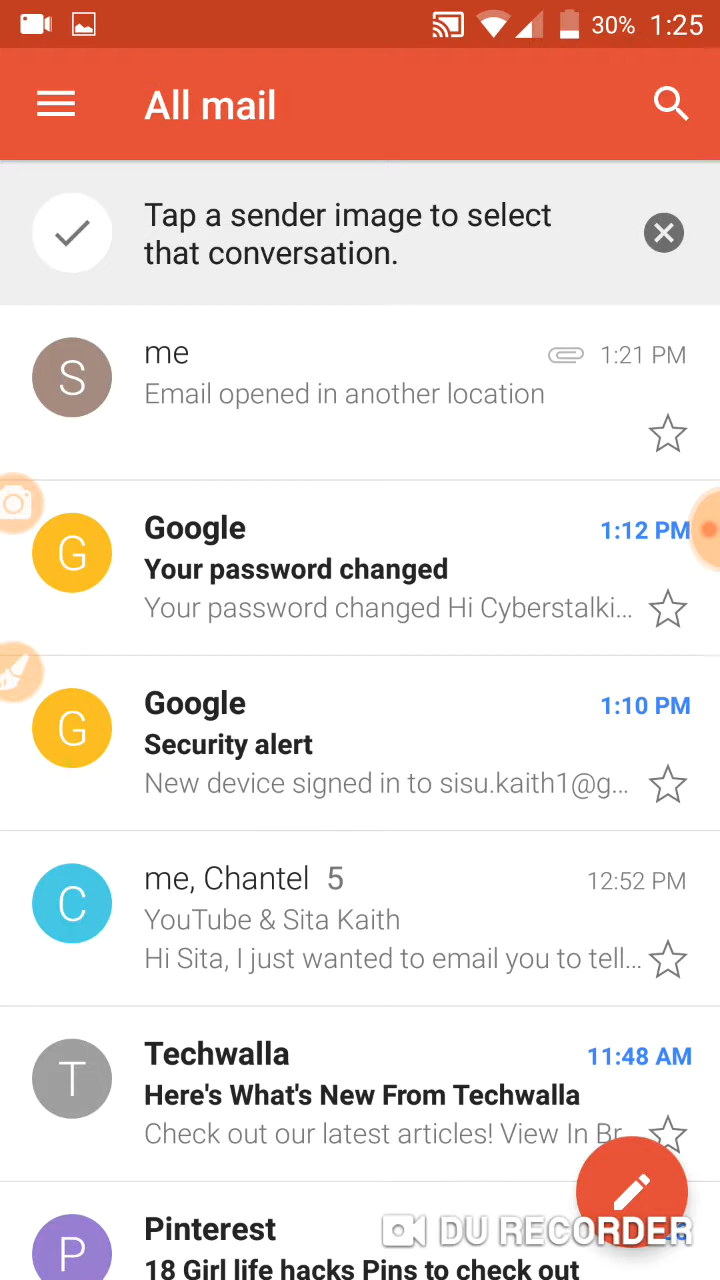 30% 1:25
All mail
Tap a sender image to select
that conversation.
S
me 1:21 PM
Email opened in another location
G
Google 1:12 PM
Your password changed
Your password changed Hi Cyberstalki...
G
Google 1:10 PM
Security alert
New device signed in to sisu.kaith1@g...
C
me, Chantel 5 12:52 PM
YouTube & Sita Kaith
Hi Sita, I just wanted to email you to tell...
T
Techwalla 11:48 AM
Here's What's New From Techwalla
Check out our latest articles! View In Br...
P
Pinterest
DU RECORDER
18 Girl life hacks Pins to check out